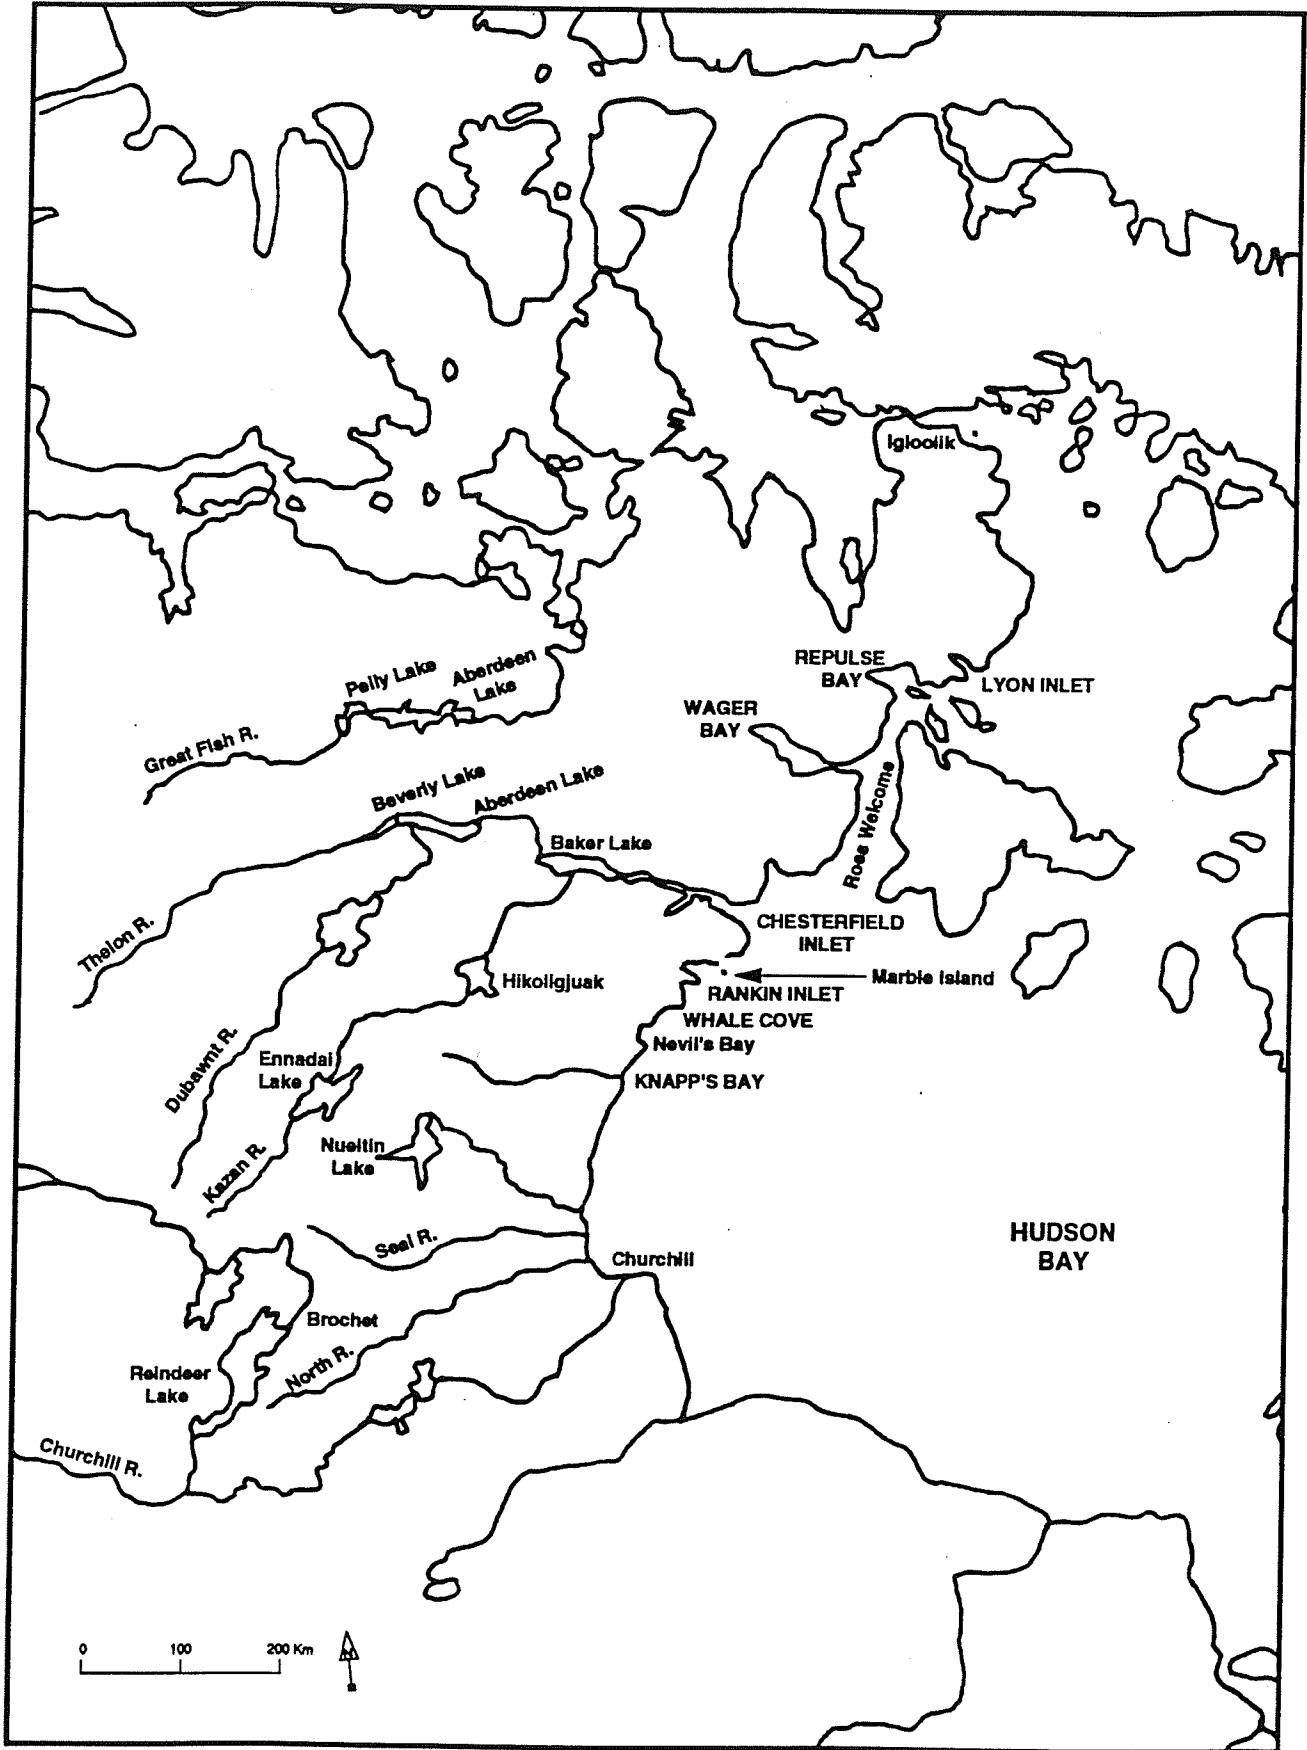 Igloolik
REPULSE
BAY
LYON INLET
Pelly Lake
Aberdeen
Lake
WAGER
BAY
Great Fish R.
Beverly Lake
Aberdeen Lake
Roes Welcome
Baker Lake
Thelon R.
CHESTERFIELD
INLET
Hikoligjuak
Marble Island
RANKIN INLET
WHALE COVE
Nevil's Bay
Dubawnt R.
Ennadai
Lake
KNAPP'S BAY
Kazan R.
Nueltin
Lake
Seal R.
HUDSON
BAY
Churchill
Brochet
North R.
Reindeer
Lake
Churchill R.
0 100 200 Km
N